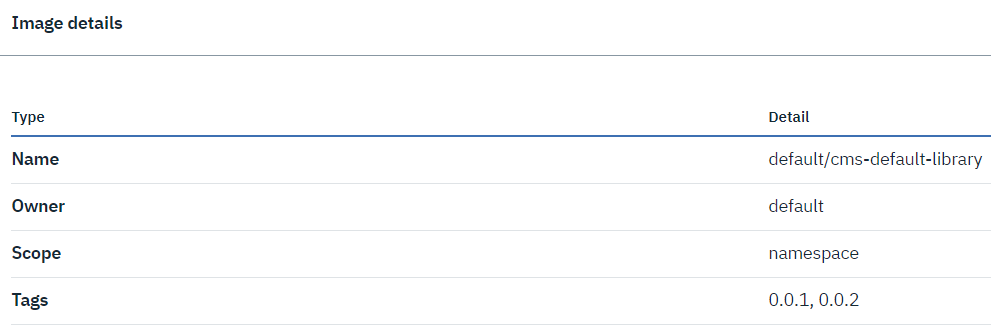 Image details
Type Detail
Name default/cms-default-library
Owner default
Scope namespace
Tags 0.0.1, 0.0.2